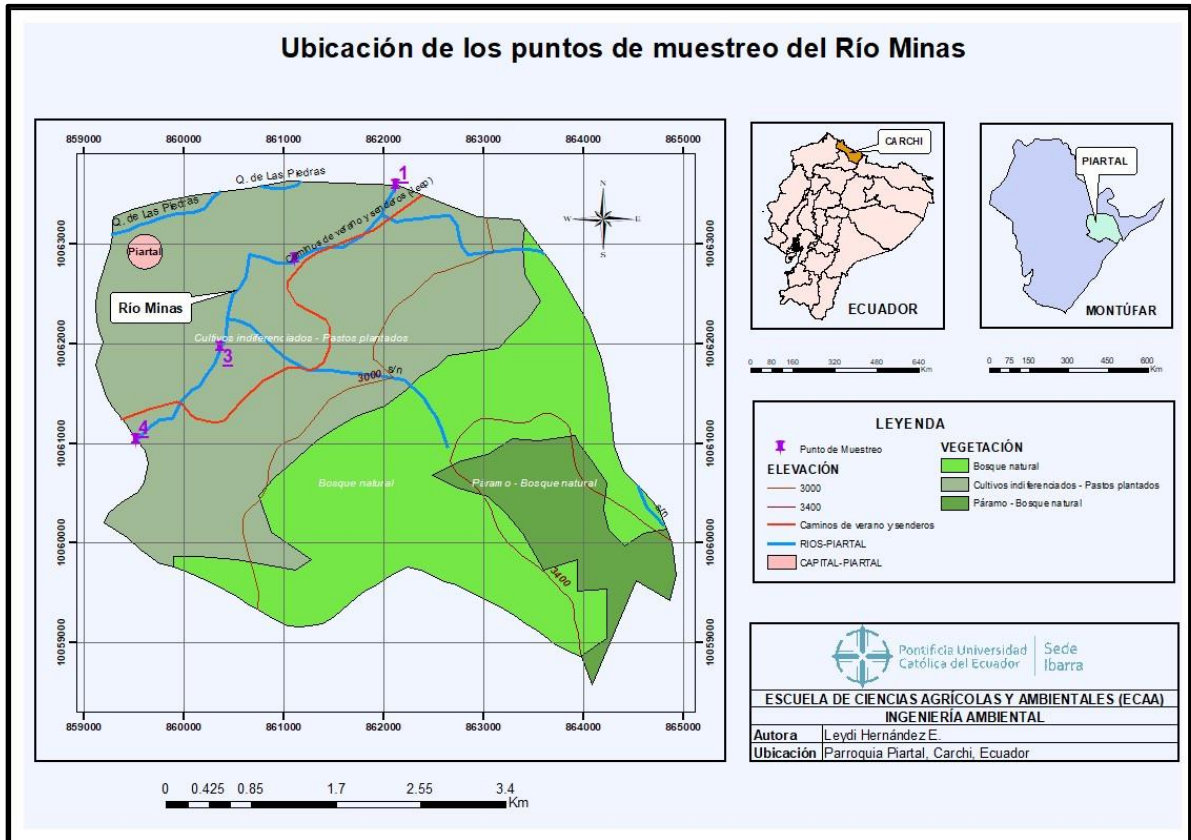 Ubicación de los puntos de muestreo del Río Minas
859000 860000 861000 862000 863000 864000 865000
10063000 10063000
10062000 10062000
10061000 10061000
10060000 10060000
10059000 10059000
859000 860000 861000 862000 863000 864000 865000
1
Q. de Las Piedras
Q. de Las Piedras
Caminos de verano y senderos (Leep)
N
W E
S
Piartal
Río Minas
Cultivos indiferenciados - Pastos plantados
3
3000 s/n
4
Bosque natural
Páramo - Bosque natural
s/n
3400
0 0.425 0.85 1.7 2.55 3.4
Km
CARCHI
ECUADOR
0 80 160 320 480 640
Km
PIARTAL
MONTÚFAR
0 75 150 300 450 600
Km
LEYENDA
Punto de Muestreo
ELEVACIÓN
3000
3400
Caminos de verano y senderos
RIOS-PIARTAL
CAPITAL-PIARTAL
VEGETACIÓN
Bosque natural
Cultivos indiferenciados - Pastos plantados
Páramo - Bosque natural
Pontificia Universidad
Católica del Ecuador
Sede
Ibarra
ESCUELA DE CIENCIAS AGRÍCOLAS Y AMBIENTALES (ECAA)
INGENIERÍA AMBIENTAL
Autora Leydi Hernández E.
Ubicación Parroquia Piartal, Carchi, Ecuador